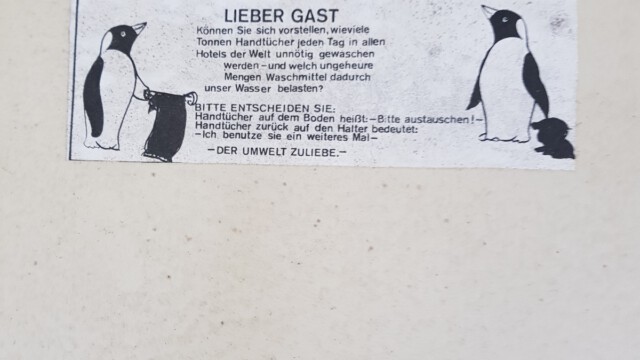 LIEBER GAST
Können Sie sich vorstellen, wieviele
Tonnen Handtücher jeden Tag in allen
Hotels der Welt unnötig gewaschen
werden - und welch ungeheure
Mengen Waschmittel dadurch
unser Wasser belasten?
BITTE ENTSCHEIDEN SIE:
Handtücher auf dem Boden heißt: - Bitte austauschen! -
Handtücher zurück auf den Halter bedeutet:
- Ich benutze sie ein weiteres Mal -
- DER UMWELT ZULIEBE. -